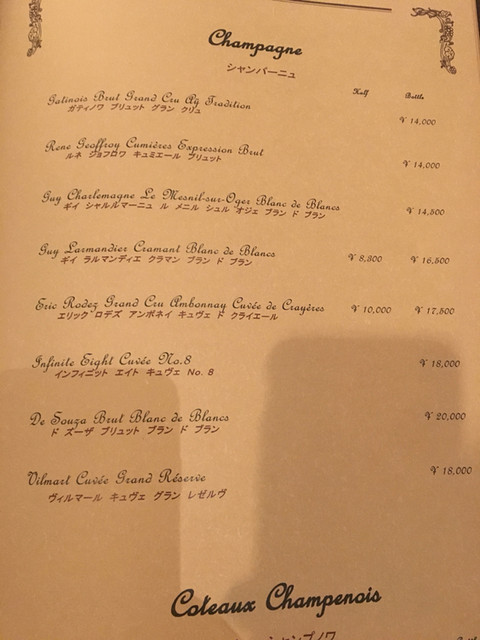 Champagne
シャンパーニュ
Half Bottle
Gatinois Brut Grand Cru Aÿ Tradition
ガティノワ ブリュット グラン クリュ
¥ 14,000
Rene Geoffroy Cumières Expression Brut
ルネ ジョフロワ キュミエール ブリュット
¥ 14,000
Guy Charlemagne Le Mesnil-sur-Oger Blanc de Blancs
ギイ シャルルマーニュ ル メニル シュル オジェ ブラン ド ブラン
¥ 14,500
Guy Larmandier Cramant Blanc de Blancs
ギイ ラルマンディエ クラマン ブラン ド ブラン
¥ 8,800 ¥ 16,500
Eric Rodez Grand Cru Ambonnay Cuvée de Crayères
エリック ロデズ アンボネイ キュヴェ ド クライエール
¥ 10,000 ¥ 17,500
Infinite Eight Cuvée No.8
インフィニット エイト キュヴェ No. 8
¥ 18,000
De Souza Brut Blanc de Blancs
ド ズーザ ブリュット ブラン ド ブラン
¥ 20,000
Vilmart Cuvée Grand Réserve
ヴィルマール キュヴェ グラン レゼルヴ
¥ 18,000
Coteaux Champenois